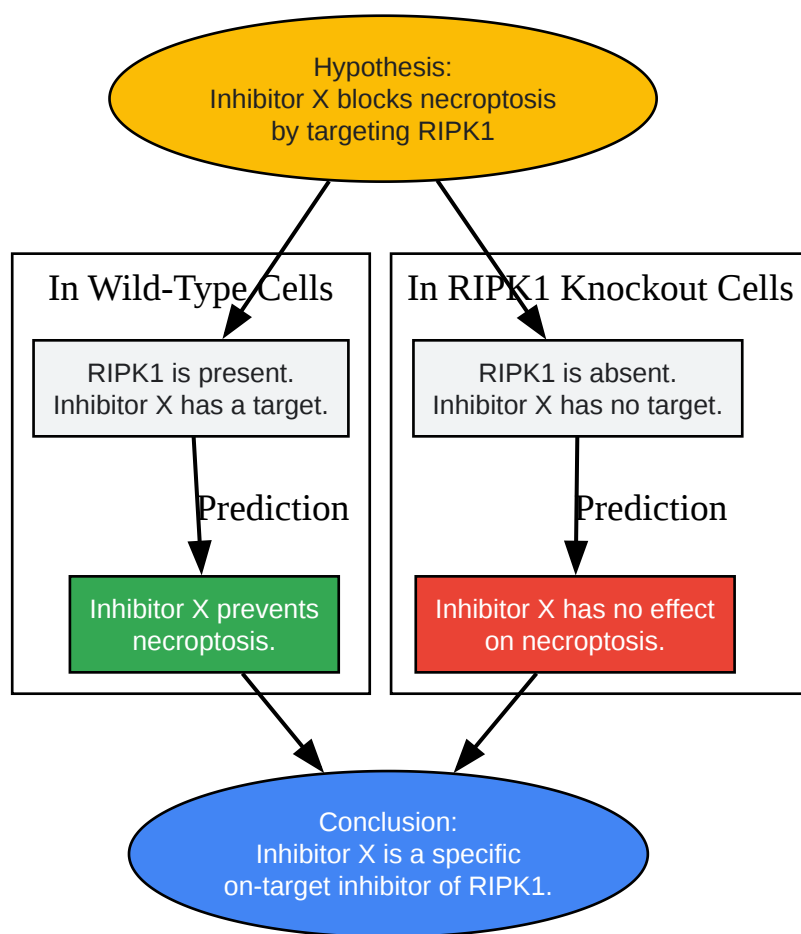 Hypothesis:
Inhibitor X blocks necroptosis
by targeting RIPK1
In Wild-Type Cells
RIPK1 is present.
Inhibitor X has a target.
Prediction
Inhibitor X prevents
necroptosis.
In RIPK1 Knockout Cells
RIPK1 is absent.
Inhibitor X has no target.
Prediction
Inhibitor X has no effect
on necroptosis.
Conclusion:
Inhibitor X is a specific
on-target inhibitor of RIPK1.